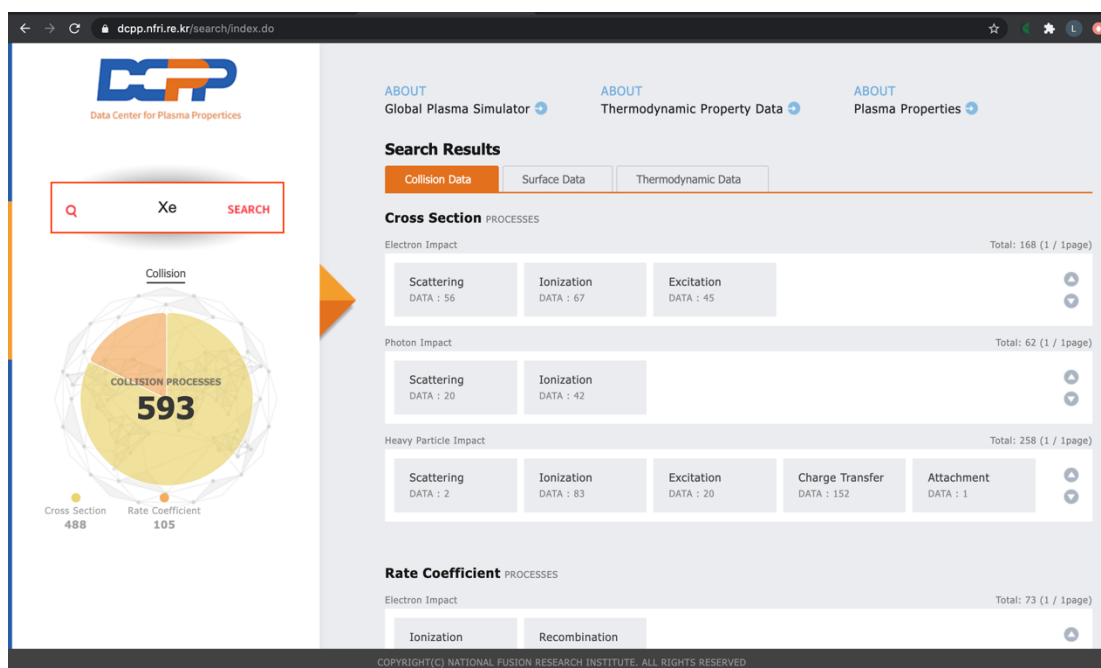 dcpp.nfri.re.kr/search/index.do
L
DCPP
Data Center for Plasma Properties
Xe SEARCH
Collision
COLLISION PROCESSES
593
Cross Section Rate Coefficient
488 105
ABOUT ABOUT ABOUT
Global Plasma Simulator Thermodynamic Property Data Plasma Properties
Search Results
Collision Data Surface Data Thermodynamic Data
Cross Section PROCESSES
Electron Impact Total: 168 (1 / 1page)
Scattering Ionization Excitation
DATA : 56 DATA : 67 DATA : 45
Photon Impact Total: 62 (1 / 1page)
Scattering Ionization
DATA : 20 DATA : 42
Heavy Particle Impact Total: 258 (1 / 1page)
Scattering Ionization Excitation Charge Transfer Attachment
DATA : 2 DATA : 83 DATA : 20 DATA : 152 DATA : 1
Rate Coefficient PROCESSES
Electron Impact Total: 73 (1 / 1page)
Ionization Recombination
COPYRIGHT(C) NATIONAL FUSION RESEARCH INSTITUTE. ALL RIGHTS RESERVED